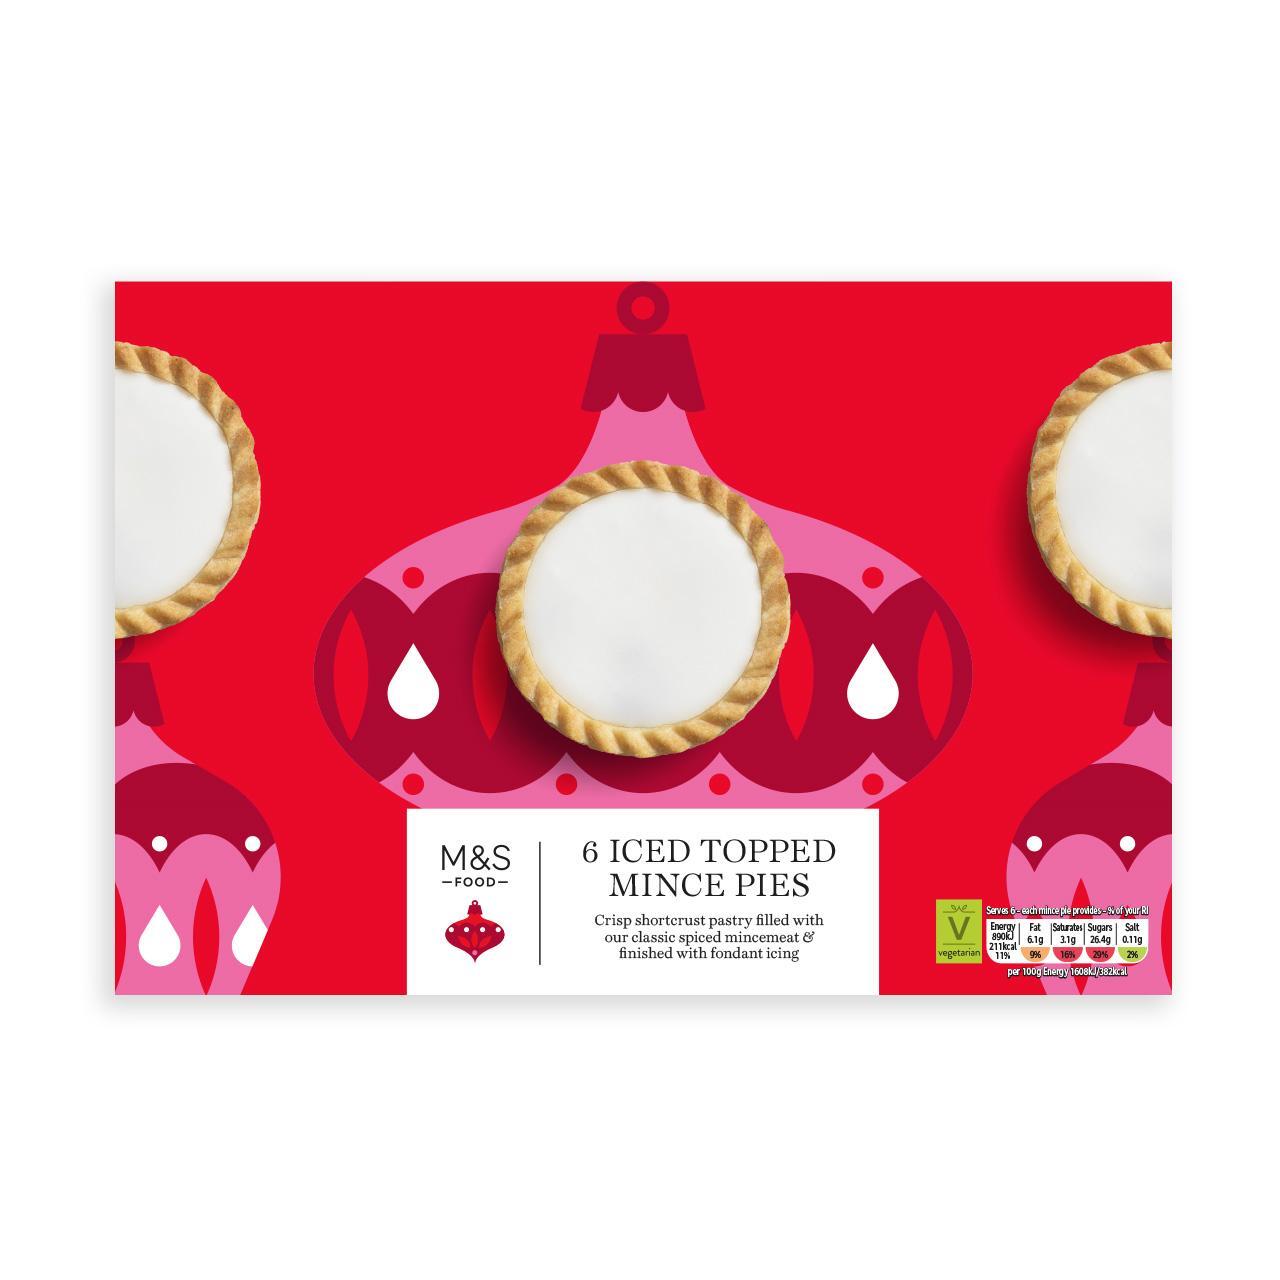 M&S
FOOD
6 ICED TOPPED
MINCE PIES
Crisp shortcrust pastry filled with
our classic spiced mincemeat &
finished with fondant icing
V
vegetarian
Serves 6 - each mince pie provides - % of your RI
Energy 890kJ 211kcal 11%
Fat 6.1g 9%
Saturates 3.1g 16%
Sugars 26.4g 29%
Salt 0.11g 2%
per 100g Energy 1608kJ/382kcal